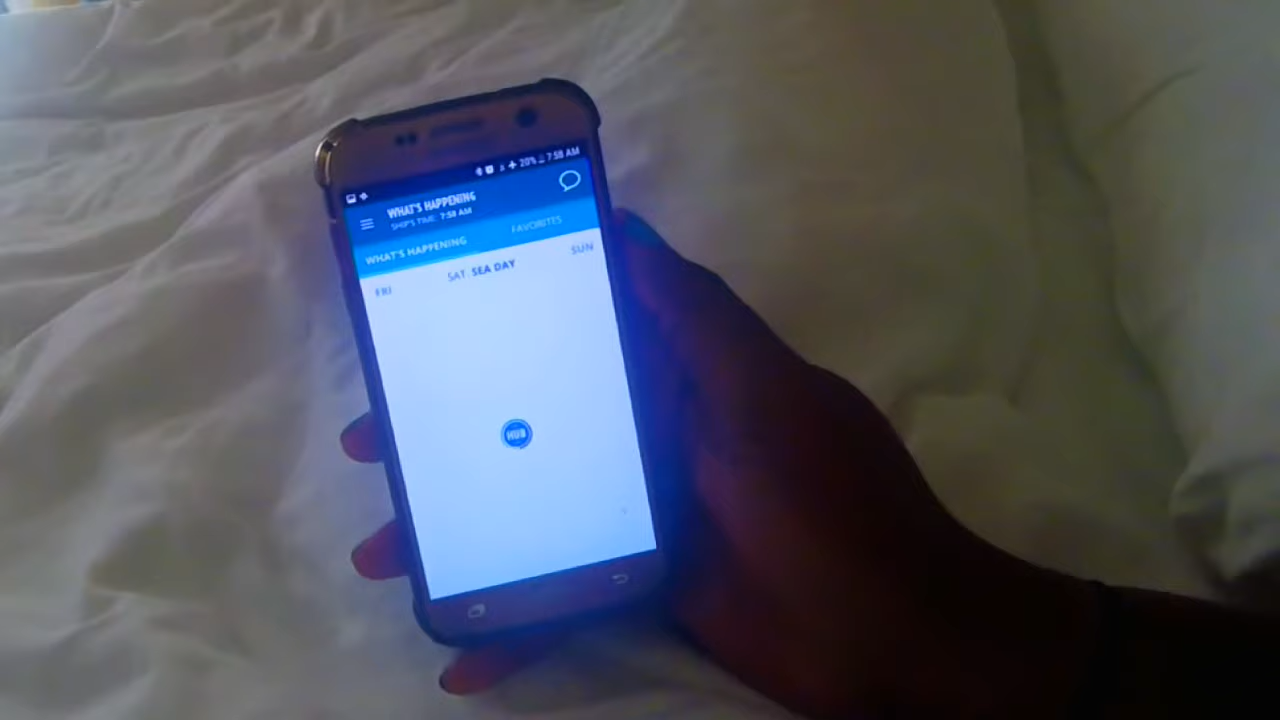 20% 7:58 AM
WHAT'S HAPPENING
SHIP'S TIME: 7:58 AM
WHAT'S HAPPENING FAVORITES
FRI SAT SEA DAY SUN
HUB